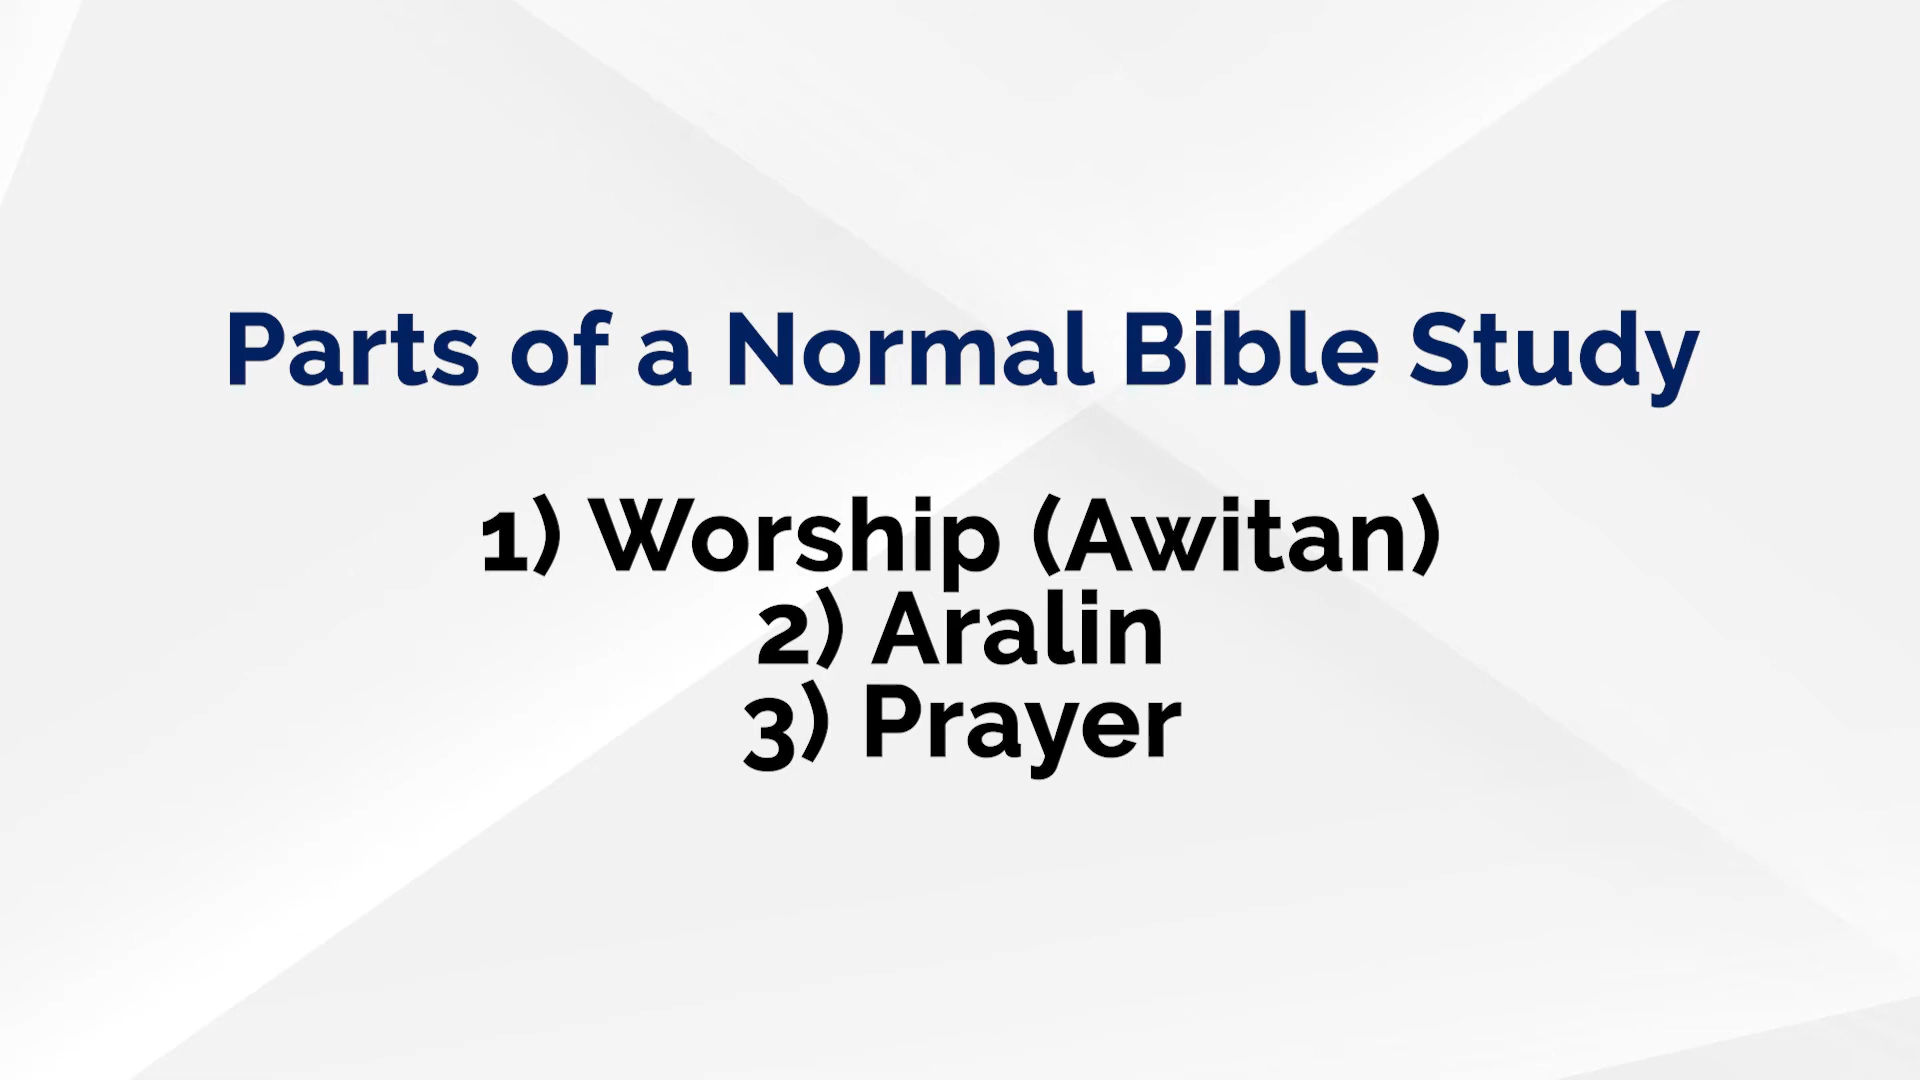 Parts of a Normal Bible Study
1) Worship (Awitan)
2) Aralin
3) Prayer